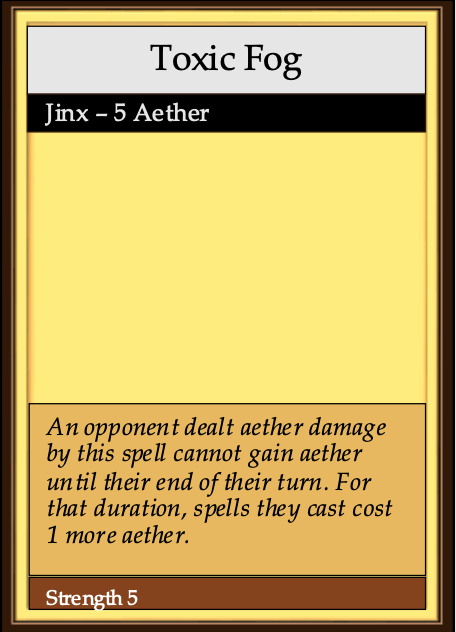 Toxic Fog
Jinx – 5 Aether
An opponent dealt aether damage
by this spell cannot gain aether
until their end of their turn. For
that duration, spells they cast cost
1 more aether.
Strength 5